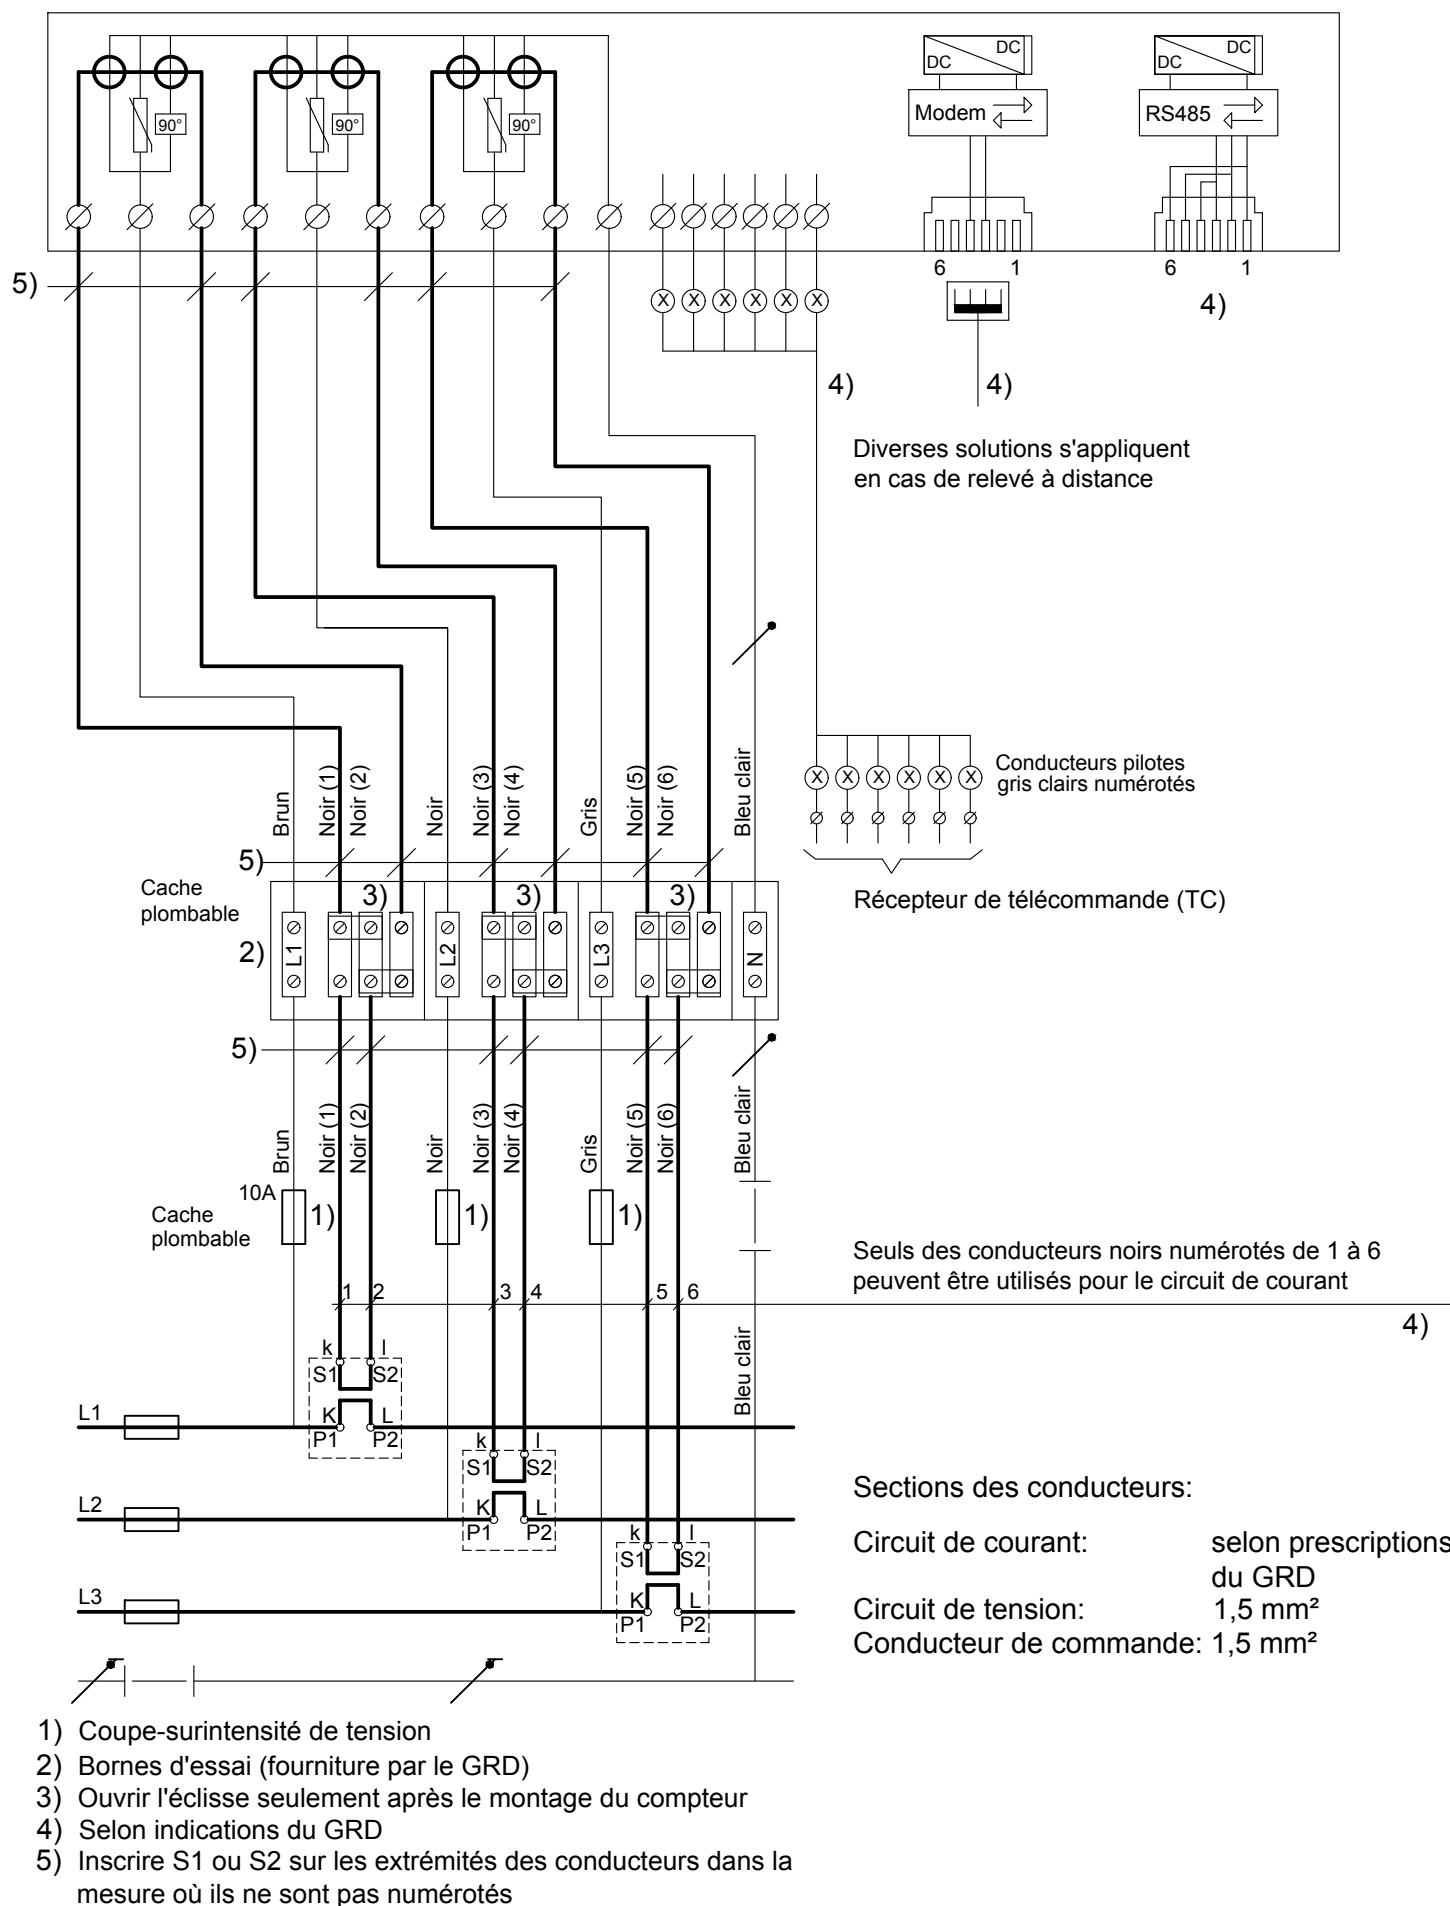 DC DC
DC DC
Modem
RS485
90° 90° 90°
6 1 6 1
5)
X X X X X X
4)
4) 4)
Diverses solutions s'appliquent
en cas de relevé à distance
Brun
Noir (1)
Noir (2)
Noir
Noir (3)
Noir (4)
Gris
Noir (5)
Noir (6)
Bleu clair
X X X X X X
Conducteurs pilotes
gris clairs numérotés
5)
Récepteur de télécommande (TC)
Cache
plombable
3) 3) 3)
2)
L1 L2 L3 N
5)
Brun
Noir (1)
Noir (2)
Noir
Noir (3)
Noir (4)
Gris
Noir (5)
Noir (6)
Bleu clair
10A
Cache
plombable
1) 1) 1)
Seuls des conducteurs noirs numérotés de 1 à 6
peuvent être utilisés pour le circuit de courant
1 2 3 4 5 6
4)
Bleu clair
k l
S1 S2
L1 K L
P1 P2
k l
S1 S2
L2 K L
P1 P2
k l
S1 S2
L3 K L
P1 P2
Sections des conducteurs:
Circuit de courant: selon prescriptions
du GRD
Circuit de tension: 1,5 mm²
Conducteur de commande: 1,5 mm²
1) Coupe-surintensité de tension
2) Bornes d'essai (fourniture par le GRD)
3) Ouvrir l'éclisse seulement après le montage du compteur
4) Selon indications du GRD
5) Inscrire S1 ou S2 sur les extrémités des conducteurs dans la
mesure où ils ne sont pas numérotés